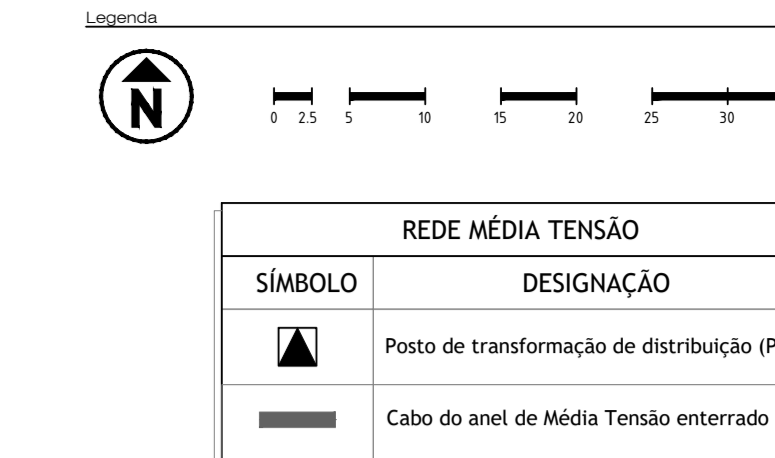 Legenda
N
0 2.5 5 10 15 20 25 30
REDE MÉDIA TENSÃO
SÍMBOLO DESIGNAÇÃO
Posto de transformação de distribuição (P
Cabo do anel de Média Tensão enterrado